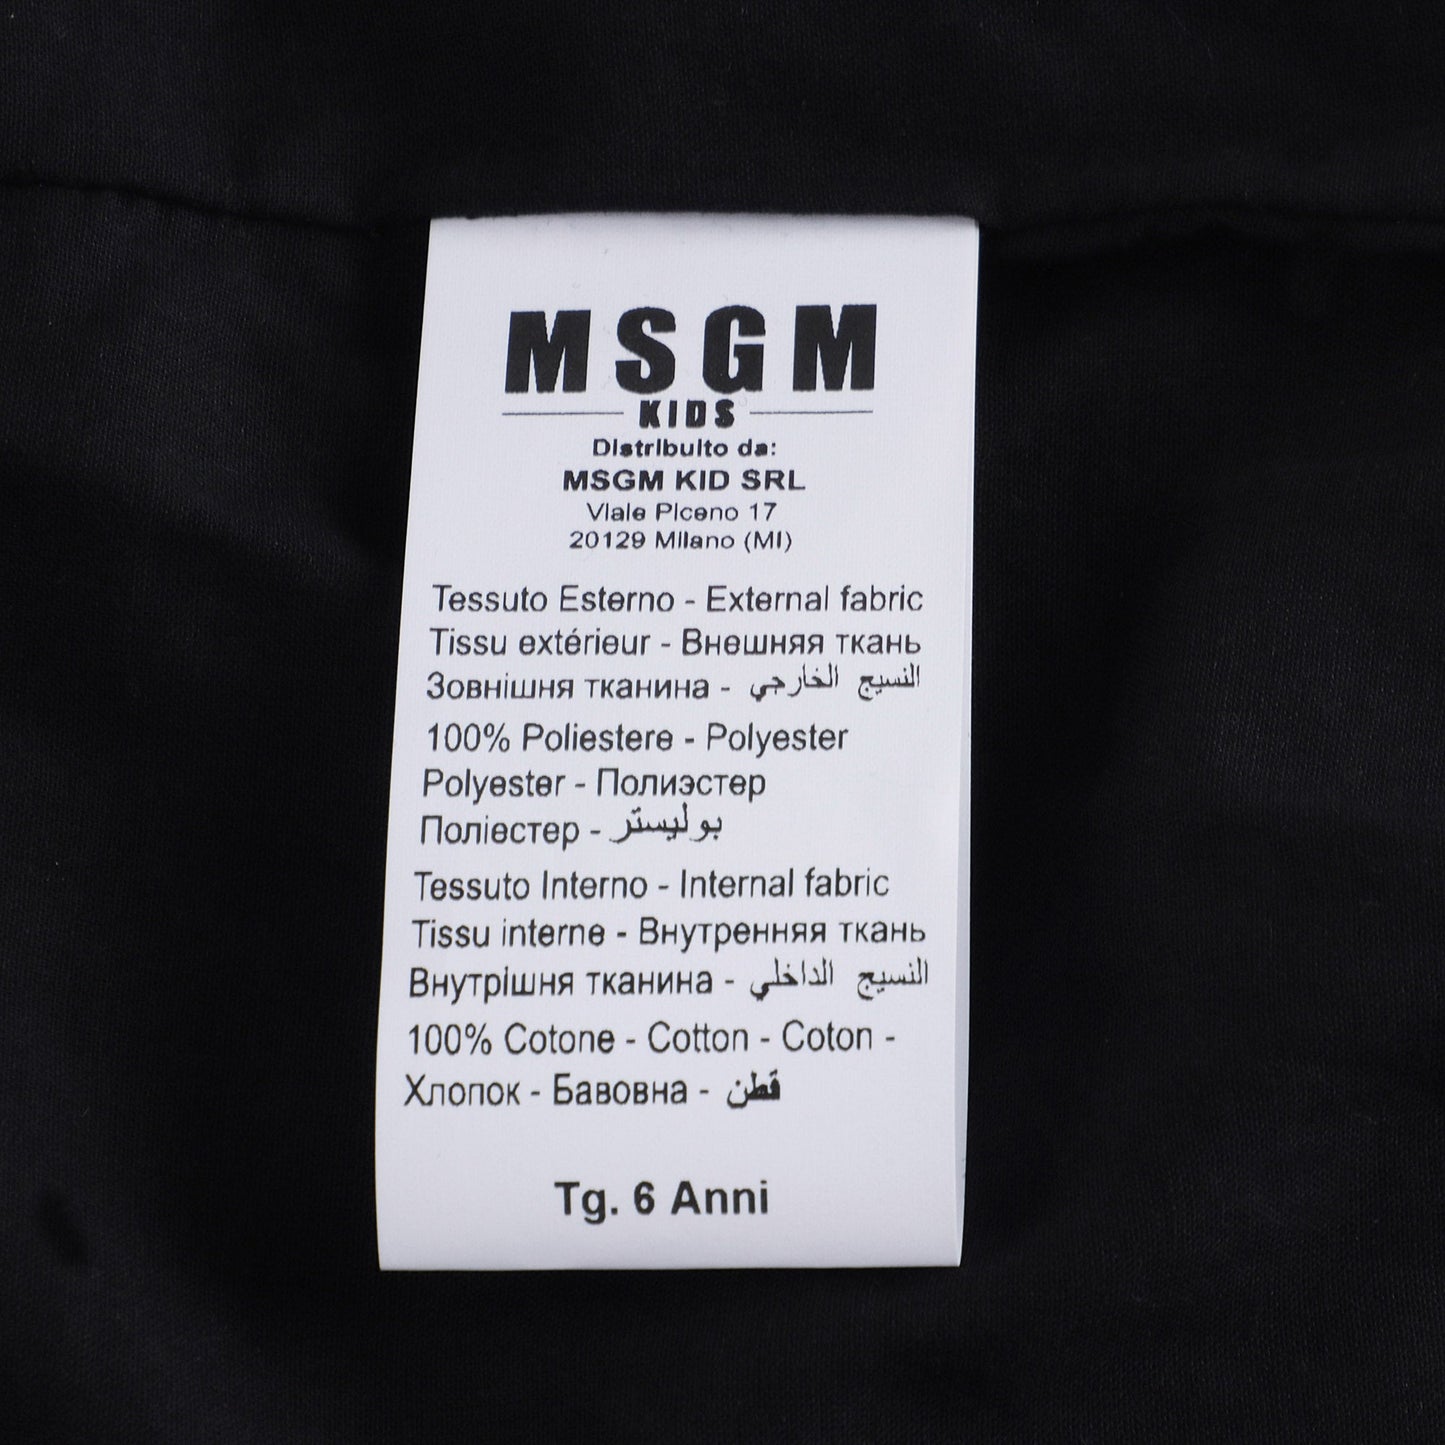 MSGM
KIDS
Distribuito da:
MSGM KID SRL
Viale Piceno 17
20129 Milano (MI)
Tessuto Esterno - External fabric
Tissu extérieur - Внешняя ткань
Зовнішня тканина - النسيج الخارجي
100% Poliestere - Polyester
Polyester - Полиэстер
Поліестер - بوليستر
Tessuto Interno - Internal fabric
Tissu interne - Внутренняя ткань
Внутрішня тканина - النسيج الداخلي
100% Cotone - Cotton - Coton -
Хлопок - Бавовна - قطن
Tg. 6 Anni